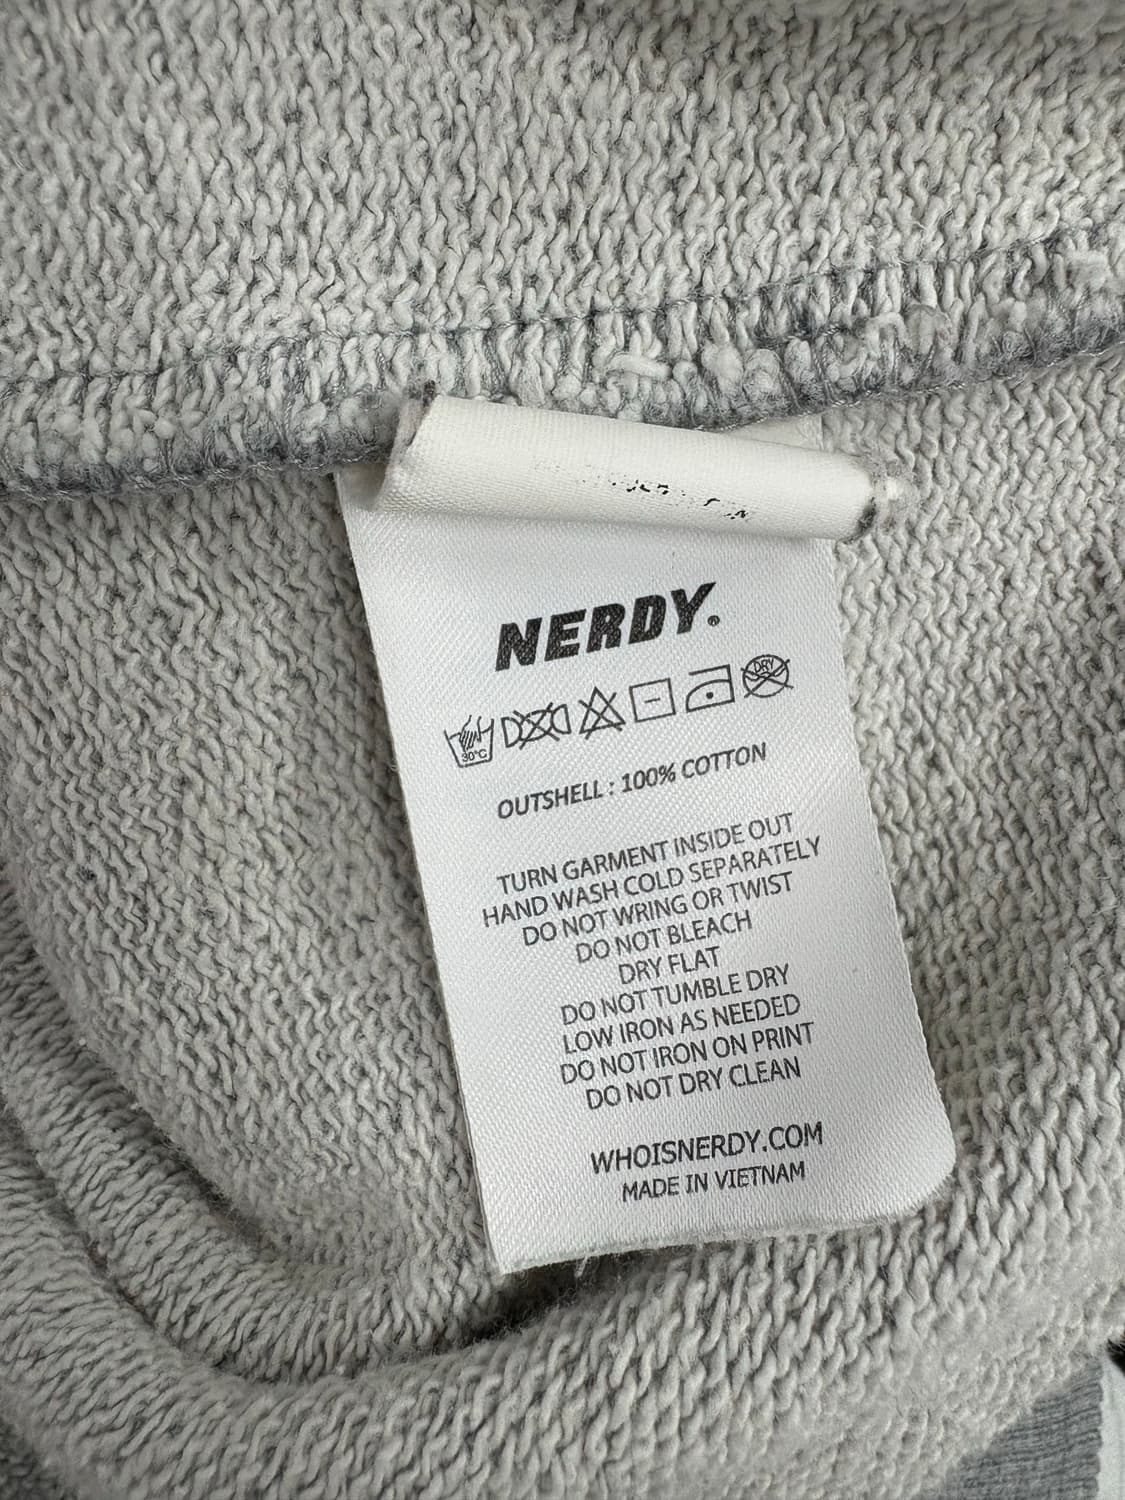 NERDY.
30°C
DRY
OUTSHELL : 100% COTTON
TURN GARMENT INSIDE OUT
HAND WASH COLD SEPARATELY
DO NOT WRING OR TWIST
DO NOT BLEACH
DRY FLAT
DO NOT TUMBLE DRY
LOW IRON AS NEEDED
DO NOT IRON ON PRINT
DO NOT DRY CLEAN
WHOISNERDY.COM
MADE IN VIETNAM